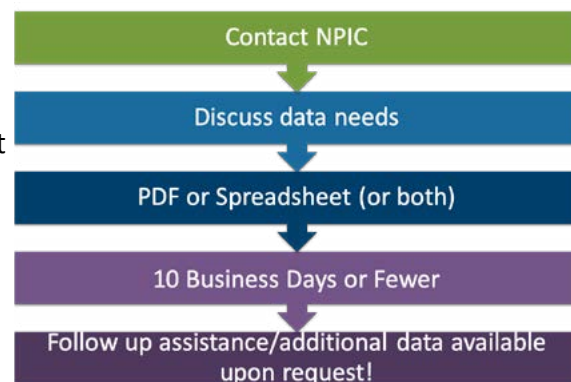 Contact NPIC
Discuss data needs
t
PDF or Spreadsheet (or both)
10 Business Days or Fewer
Follow up assistance/additional data available
upon request!